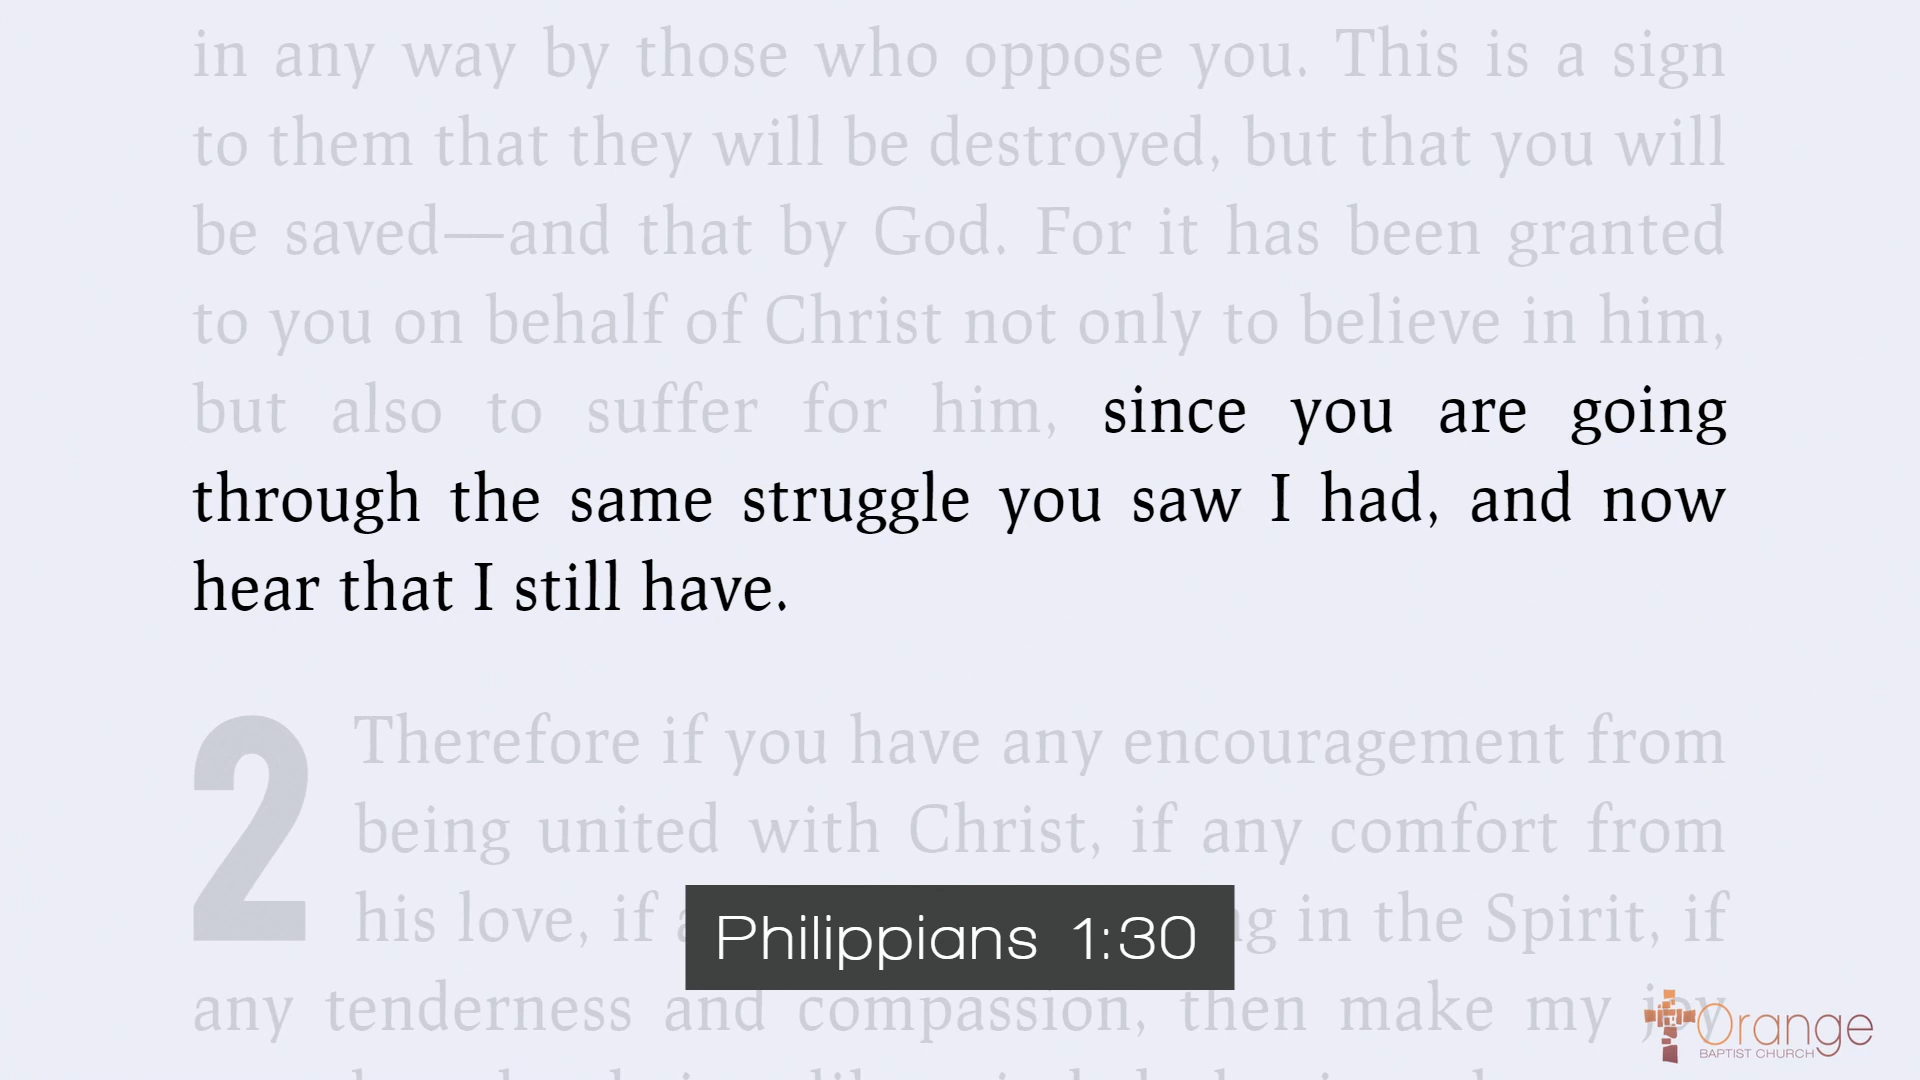 in any way by those who oppose you. This is a sign
to them that they will be destroyed, but that you will
be saved—and that by God. For it has been granted
to you on behalf of Christ not only to believe in him,
but also to suffer for him, since you are going
through the same struggle you saw I had, and now
hear that I still have.
2 Therefore if you have any encouragement from
being united with Christ, if any comfort from
his love, if in the Spirit, if
Philippians 1:30
any tenderness and compassion, then make my joy
Orange
BAPTIST CHURCH